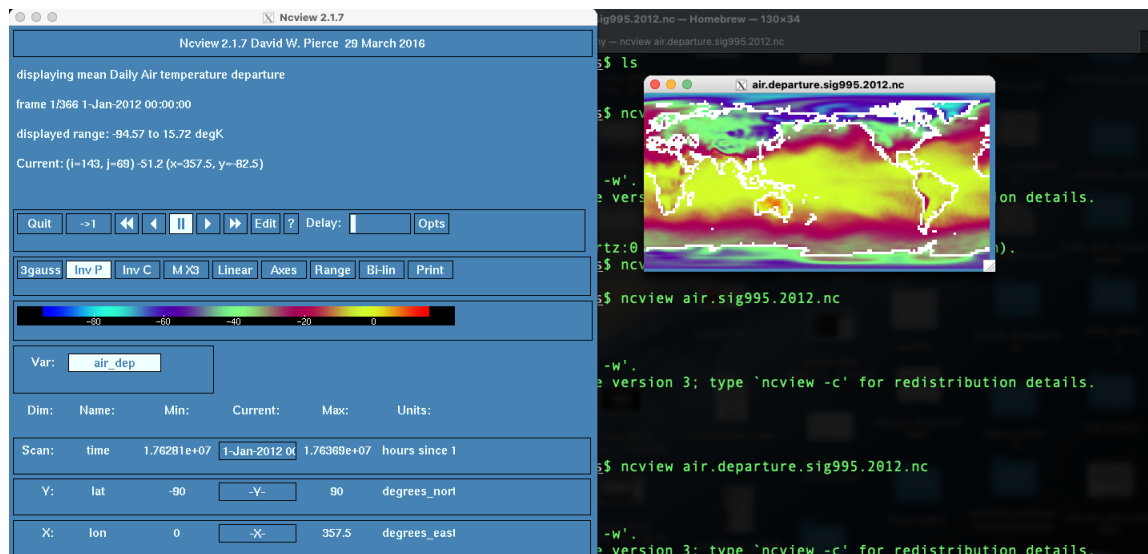 Ncview 2.1.7
Ncview 2.1.7 David W. Pierce 29 March 2016
displaying mean Daily Air temperature departure
frame 1/366 1-Jan-2012 00:00:00
displayed range: -94.57 to 15.72 degK
Current: (i=143, j=69) -51.2 (x=357.5, y=-82.5)
Quit ->1 Edit ? Delay: Opts
3gauss Inv P Inv C M X3 Linear Axes Range Bi-lin Print
-80 -60 -40 -20 0
Var: air_dep
Dim: Name: Min: Current: Max: Units:
Scan: time 1.76281e+07 1-Jan-2012 00 1.76369e+07 hours since 1
Y: lat -90 -Y- 90 degrees_nort
X: lon 0 -X- 357.5 degrees_east
sig995.2012.nc — Homebrew — 130×34
ny — ncview air.departure.sig995.2012.nc
s$ ls
air.departure.sig995.2012.nc
s$ ncv
-w'.
e vers ion details.
rtz:0 ).
s$ ncv
s$ ncview air.sig995.2012.nc
-w'.
e version 3; type `ncview -c' for redistribution details.
s$ ncview air.departure.sig995.2012.nc
-w'.
e version 3; type `ncview -c' for redistribution details.